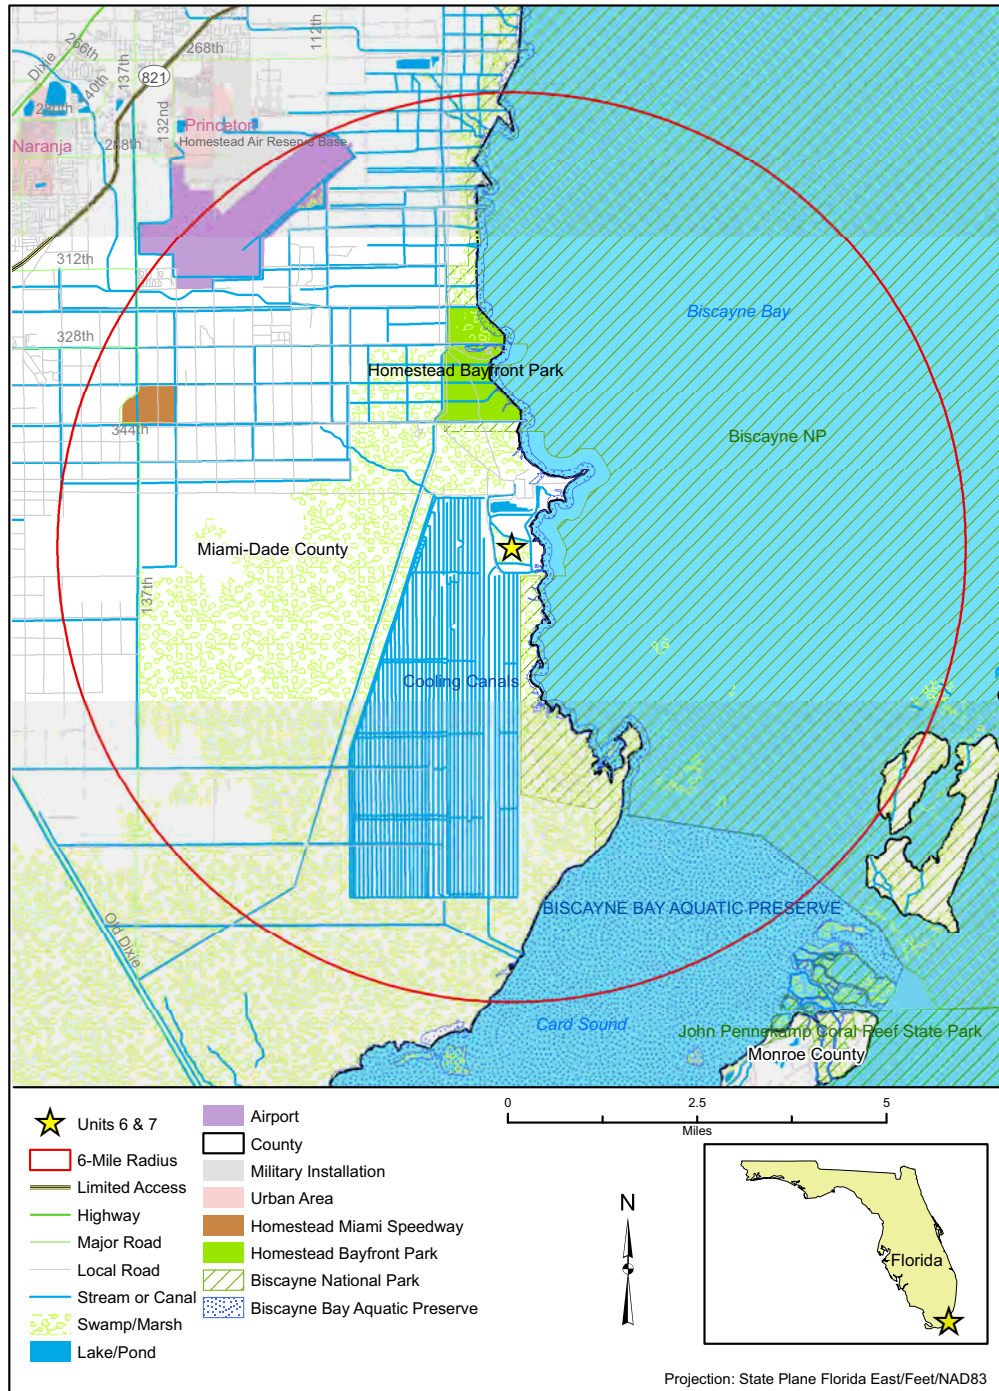 112th
268th
266th
Dixie
137th
40th
821
280th
132nd
Princeton
Homestead Air Reserve Base
Naranja
288th
312th
Biscayne Bay
328th
Homestead Bayfront Park
344th
Biscayne NP
Miami-Dade County
137th
Cooling Canals
BISCAYNE BAY AQUATIC PRESERVE
Old Dixie
Card Sound
John Pennekamp Coral Reef State Park
Monroe County
Units 6 & 7
6-Mile Radius
Limited Access
Highway
Major Road
Local Road
Stream or Canal
Swamp/Marsh
Lake/Pond
Airport
County
Military Installation
Urban Area
Homestead Miami Speedway
Homestead Bayfront Park
Biscayne National Park
Biscayne Bay Aquatic Preserve
0 2.5 5
Miles
N
Florida
Projection: State Plane Florida East/Feet/NAD83